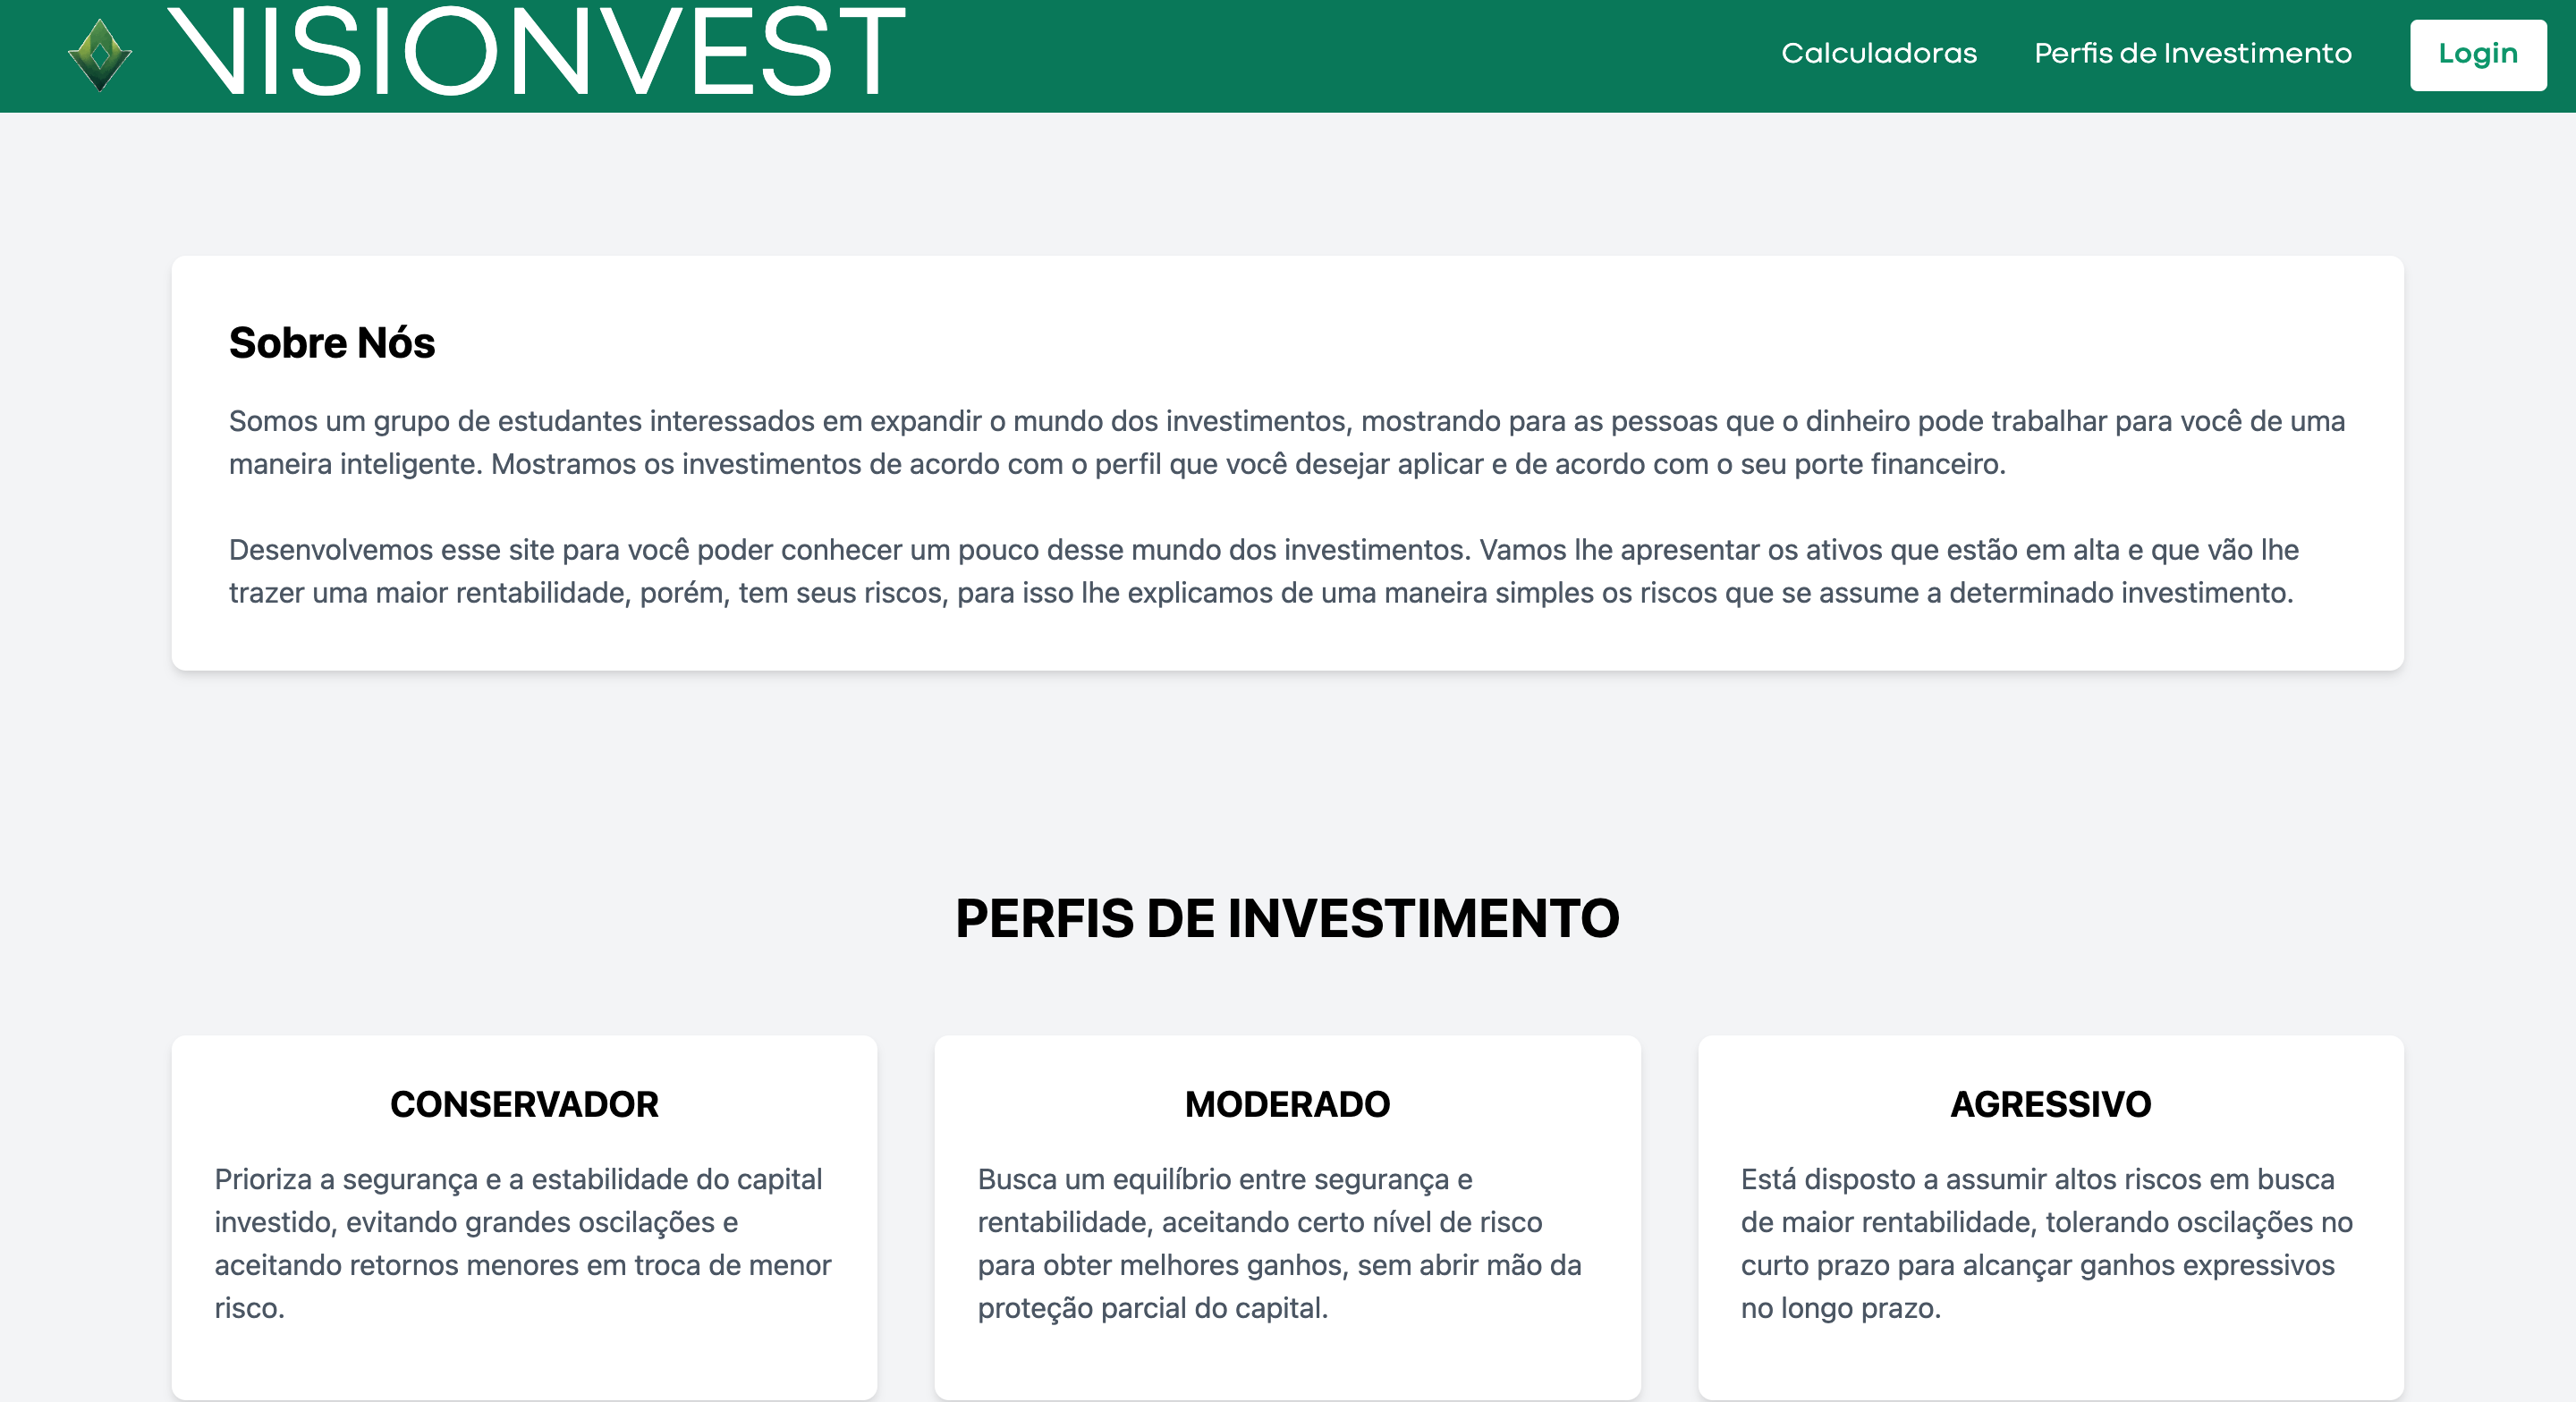 VISIONVEST
Calculadoras
Perfis de Investimento
Login
Sobre Nós
Somos um grupo de estudantes interessados em expandir o mundo dos investimentos, mostrando para as pessoas que o dinheiro pode trabalhar para você de uma
maneira inteligente. Mostramos os investimentos de acordo com o perfil que você desejar aplicar e de acordo com o seu porte financeiro.
Desenvolvemos esse site para você poder conhecer um pouco desse mundo dos investimentos. Vamos lhe apresentar os ativos que estão em alta e que vão lhe
trazer uma maior rentabilidade, porém, tem seus riscos, para isso lhe explicamos de uma maneira simples os riscos que se assume a determinado investimento.
PERFIS DE INVESTIMENTO
CONSERVADOR
Prioriza a segurança e a estabilidade do capital
investido, evitando grandes oscilações e
aceitando retornos menores em troca de menor
risco.
MODERADO
Busca um equilíbrio entre segurança e
rentabilidade, aceitando certo nível de risco
para obter melhores ganhos, sem abrir mão da
proteção parcial do capital.
AGRESSIVO
Está disposto a assumir altos riscos em busca
de maior rentabilidade, tolerando oscilações no
curto prazo para alcançar ganhos expressivos
no longo prazo.